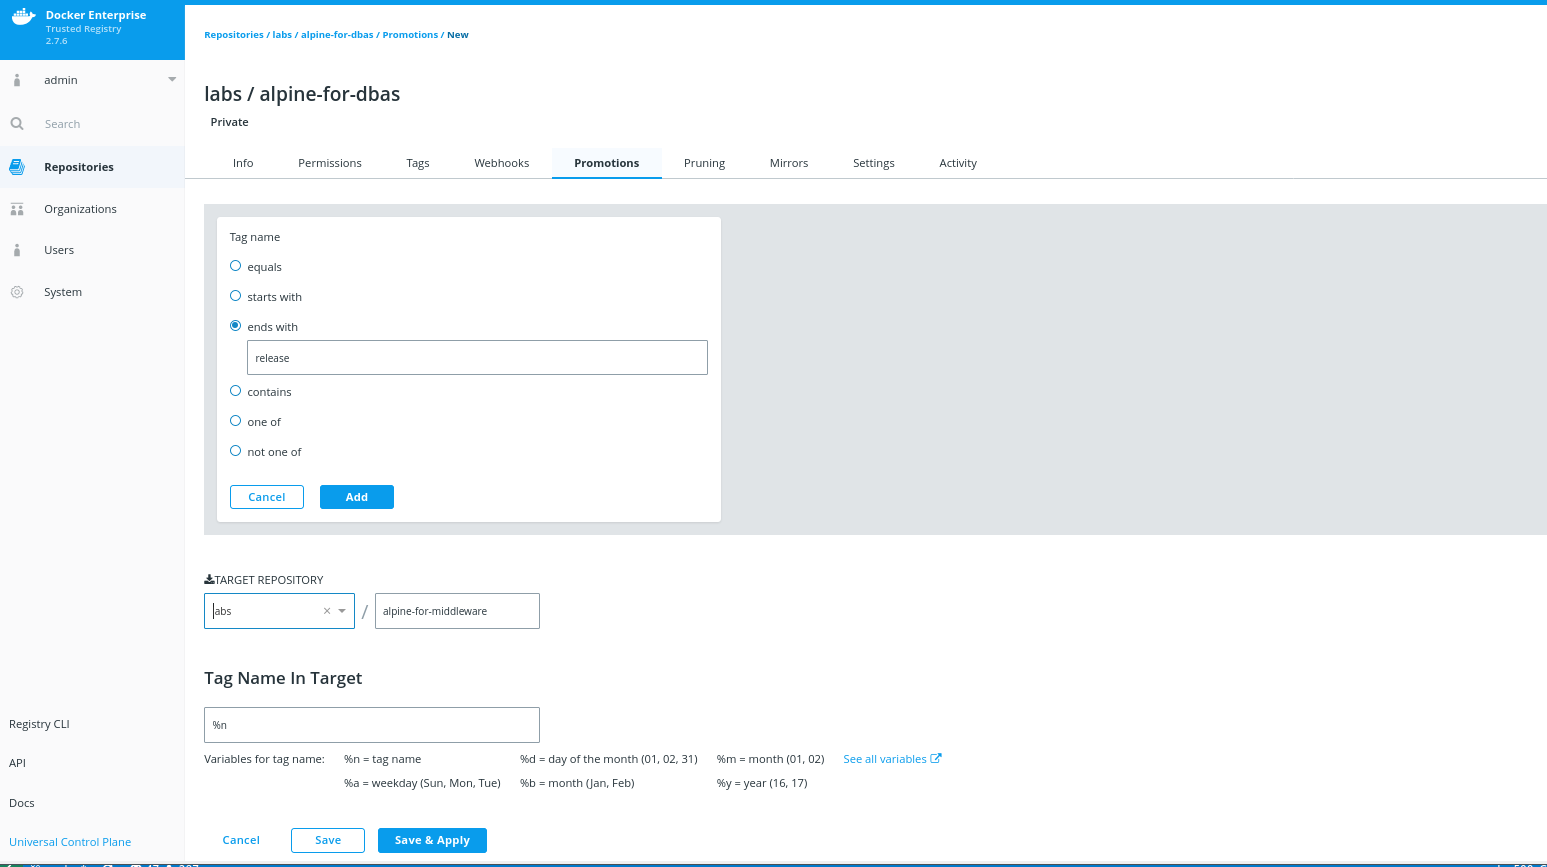 Docker Enterprise
Trusted Registry
2.7.6
admin
Search
Repositories
Organizations
Users
System
Registry CLI
API
Docs
Universal Control Plane
Repositories / labs / alpine-for-dbas / Promotions / New
labs / alpine-for-dbas
Private
Info Permissions Tags Webhooks Promotions Pruning Mirrors Settings Activity
Tag name
equals
starts with
ends with
release
contains
one of
not one of
Cancel Add
TARGET REPOSITORY
labs × / alpine-for-middleware
Tag Name In Target
%n
Variables for tag name: %n = tag name %d = day of the month (01, 02, 31) %m = month (01, 02) See all variables
%a = weekday (Sun, Mon, Tue) %b = month (Jan, Feb) %y = year (16, 17)
Cancel Save Save & Apply